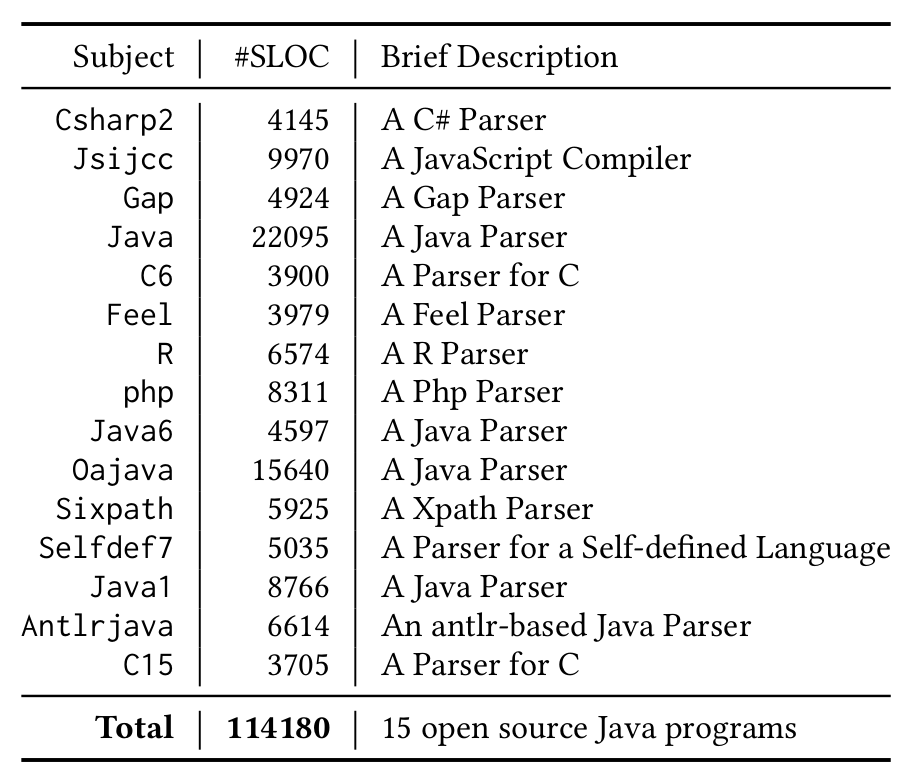 Subject #SLOC Brief Description
Csharp2 4145 A C# Parser
Jsijcc 9970 A JavaScript Compiler
Gap 4924 A Gap Parser
Java 22095 A Java Parser
C6 3900 A Parser for C
Feel 3979 A Feel Parser
R 6574 A R Parser
php 8311 A Php Parser
Java6 4597 A Java Parser
Oajava 15640 A Java Parser
Sixpath 5925 A Xpath Parser
Selfdef7 5035 A Parser for a Self-defined Language
Java1 8766 A Java Parser
Antlrjava 6614 An antlr-based Java Parser
C15 3705 A Parser for C
Total 114180 15 open source Java programs